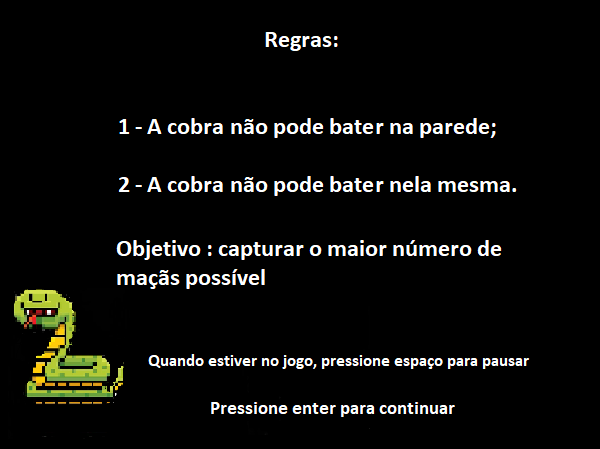 Regras:
1 - A cobra não pode bater na parede;
2 - A cobra não pode bater nela mesma.
Objetivo : capturar o maior número de
maçãs possível
Quando estiver no jogo, pressione espaço para pausar
Pressione enter para continuar